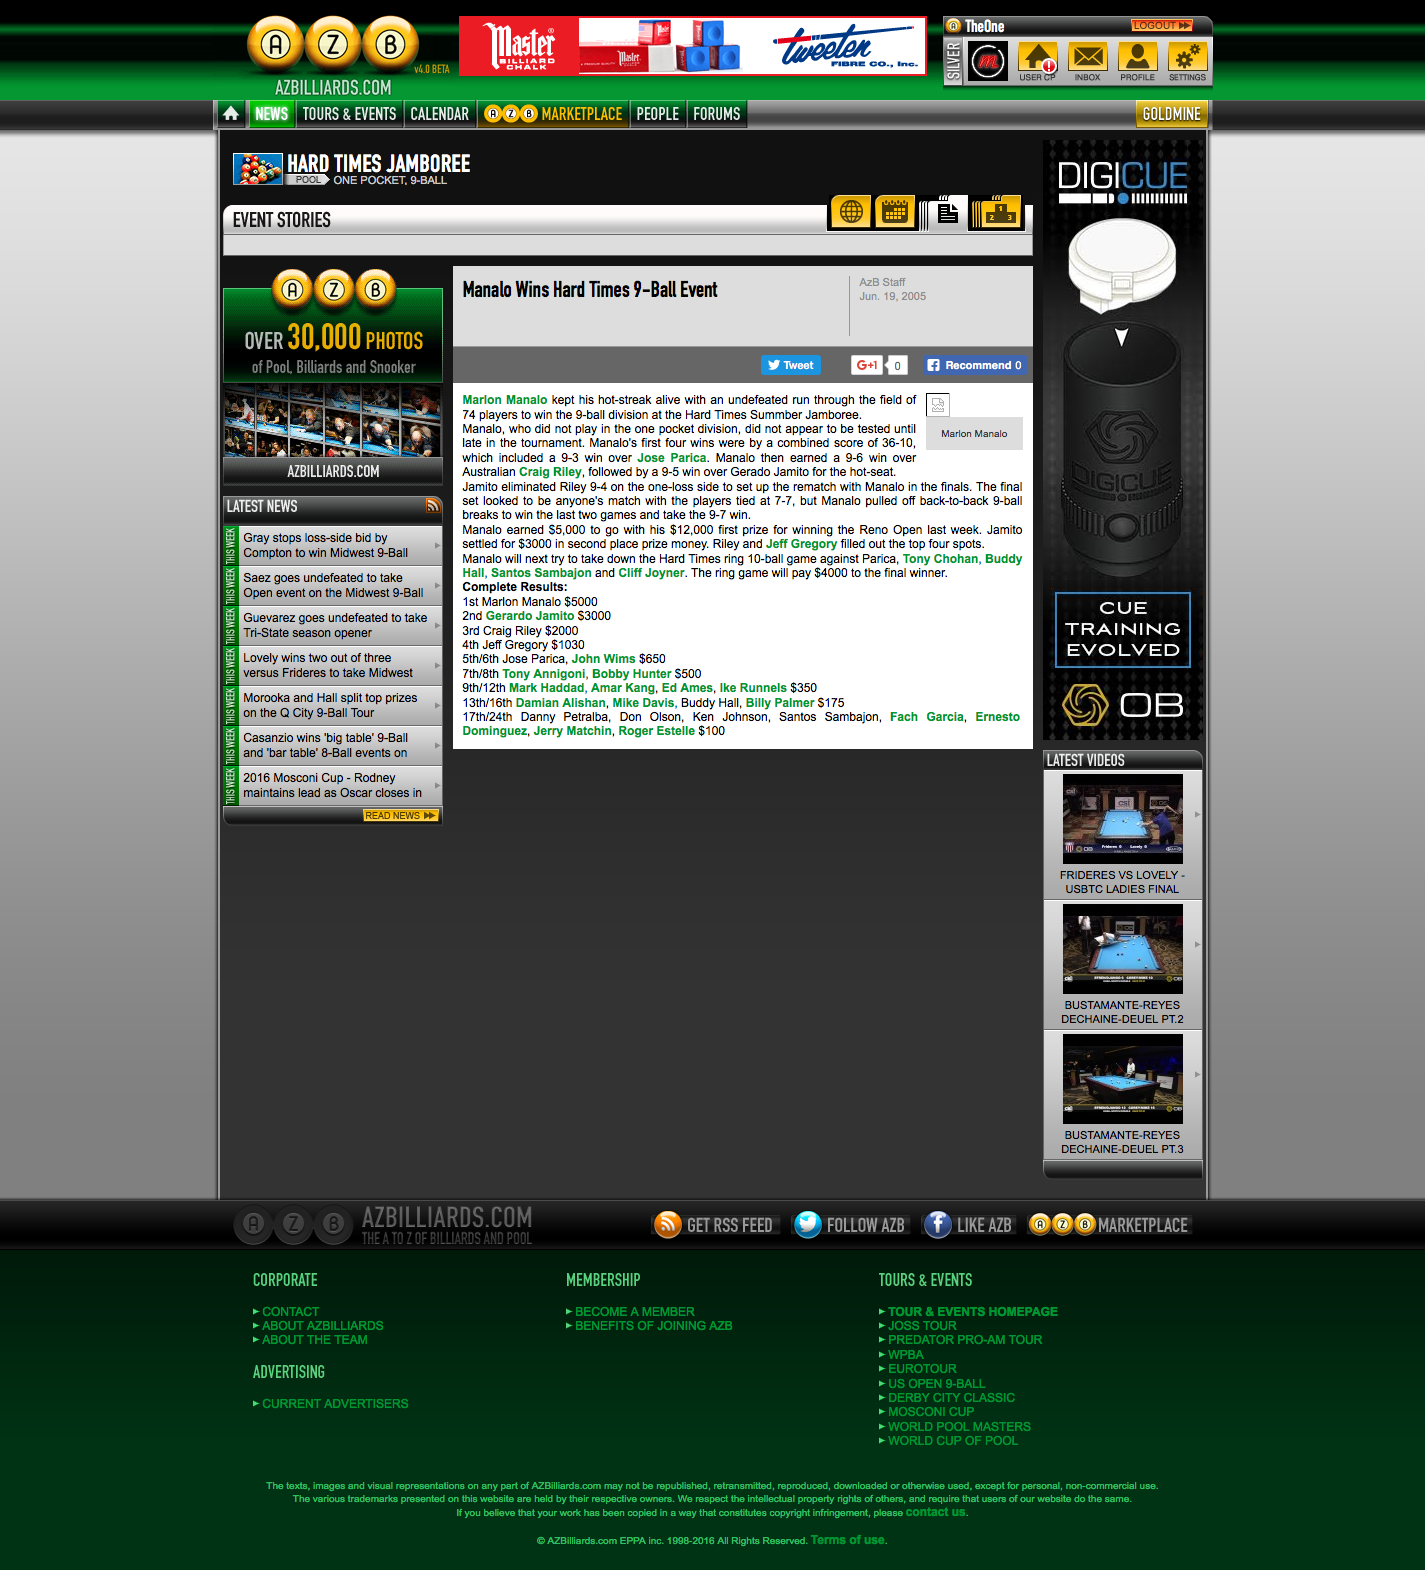 A Z B
v4.0 BETA
AZBILLIARDS.COM
Master
BILLIARD
CHALK
Master
Tweeten
FIBRE CO., Inc.
TheOne
LOGOUT
SILVER
USER CP
INBOX
PROFILE
SETTINGS
NEWS
TOURS & EVENTS
CALENDAR
AZB MARKETPLACE
PEOPLE
FORUMS
GOLDMINE
HARD TIMES JAMBOREE
POOL ONE POCKET, 9-BALL
EVENT STORIES
A Z B
OVER 30,000 PHOTOS
of Pool, Billiards and Snooker
AZBILLIARDS.COM
LATEST NEWS
THIS WEEK
Gray stops loss-side bid by
Compton to win Midwest 9-Ball
THIS WEEK
Saez goes undefeated to take
Open event on the Midwest 9-Ball
THIS WEEK
Guevarez goes undefeated to take
Tri-State season opener
THIS WEEK
Lovely wins two out of three
versus Frideres to take Midwest
THIS WEEK
Morooka and Hall split top prizes
on the Q City 9-Ball Tour
THIS WEEK
Casanzio wins 'big table' 9-Ball
and 'bar table' 8-Ball events on
THIS WEEK
2016 Mosconi Cup - Rodney
maintains lead as Oscar closes in
READ NEWS
Manalo Wins Hard Times 9-Ball Event
AzB Staff
Jun. 19, 2005
Tweet
G+1 0
Recommend 0
Marlon Manalo kept his hot-streak alive with an undefeated run through the field of
74 players to win the 9-ball division at the Hard Times Summber Jamboree.
Manalo, who did not play in the one pocket division, did not appear to be tested until
late in the tournament. Manalo's first four wins were by a combined score of 36-10,
which included a 9-3 win over Jose Parica. Manalo then earned a 9-6 win over
Australian Craig Riley, followed by a 9-5 win over Gerado Jamito for the hot-seat.
Marlon Manalo
Jamito eliminated Riley 9-4 on the one-loss side to set up the rematch with Manalo in the finals. The final
set looked to be anyone's match with the players tied at 7-7, but Manalo pulled off back-to-back 9-ball
breaks to win the last two games and take the 9-7 win.
Manalo earned $5,000 to go with his $12,000 first prize for winning the Reno Open last week. Jamito
settled for $3000 in second place prize money. Riley and Jeff Gregory filled out the top four spots.
Manalo will next try to take down the Hard Times ring 10-ball game against Parica, Tony Chohan, Buddy
Hall, Santos Sambajon and Cliff Joyner. The ring game will pay $4000 to the final winner.
Complete Results:
1st Marlon Manalo $5000
2nd Gerardo Jamito $3000
3rd Craig Riley $2000
4th Jeff Gregory $1030
5th/6th Jose Parica, John Wims $650
7th/8th Tony Annigoni, Bobby Hunter $500
9th/12th Mark Haddad, Amar Kang, Ed Ames, Ike Runnels $350
13th/16th Damian Alishan, Mike Davis, Buddy Hall, Billy Palmer $175
17th/24th Danny Petralba, Don Olson, Ken Johnson, Santos Sambajon, Fach Garcia, Ernesto
Dominguez, Jerry Matchin, Roger Estelle $100
DIGICUE
DIGICUE
CUE
TRAINING
EVOLVED
OB
LATEST VIDEOS
FRIDERES VS LOVELY -
USBTC LADIES FINAL
BUSTAMANTE-REYES
DECHAINE-DEUEL PT.2
BUSTAMANTE-REYES
DECHAINE-DEUEL PT.3
A Z B
AZBILLIARDS.COM
THE A TO Z OF BILLIARDS AND POOL
GET RSS FEED
FOLLOW AZB
LIKE AZB
AZB MARKETPLACE
CORPORATE
CONTACT
ABOUT AZBILLIARDS
ABOUT THE TEAM
ADVERTISING
CURRENT ADVERTISERS
MEMBERSHIP
BECOME A MEMBER
BENEFITS OF JOINING AZB
TOURS & EVENTS
TOUR & EVENTS HOMEPAGE
JOSS TOUR
PREDATOR PRO-AM TOUR
WPBA
EUROTOUR
US OPEN 9-BALL
DERBY CITY CLASSIC
MOSCONI CUP
WORLD POOL MASTERS
WORLD CUP OF POOL
The texts, images and visual representations on any part of AZBilliards.com may not be republished, retransmitted, reproduced, downloaded or otherwise used, except for personal, non-commercial use.
The various trademarks presented on this website are held by their respective owners. We respect the intellectual property rights of others, and require that users of our website do the same.
If you believe that your work has been copied in a way that constitutes copyright infringement, please contact us.
© AZBilliards.com EPPA inc. 1998-2016 All Rights Reserved. Terms of use.